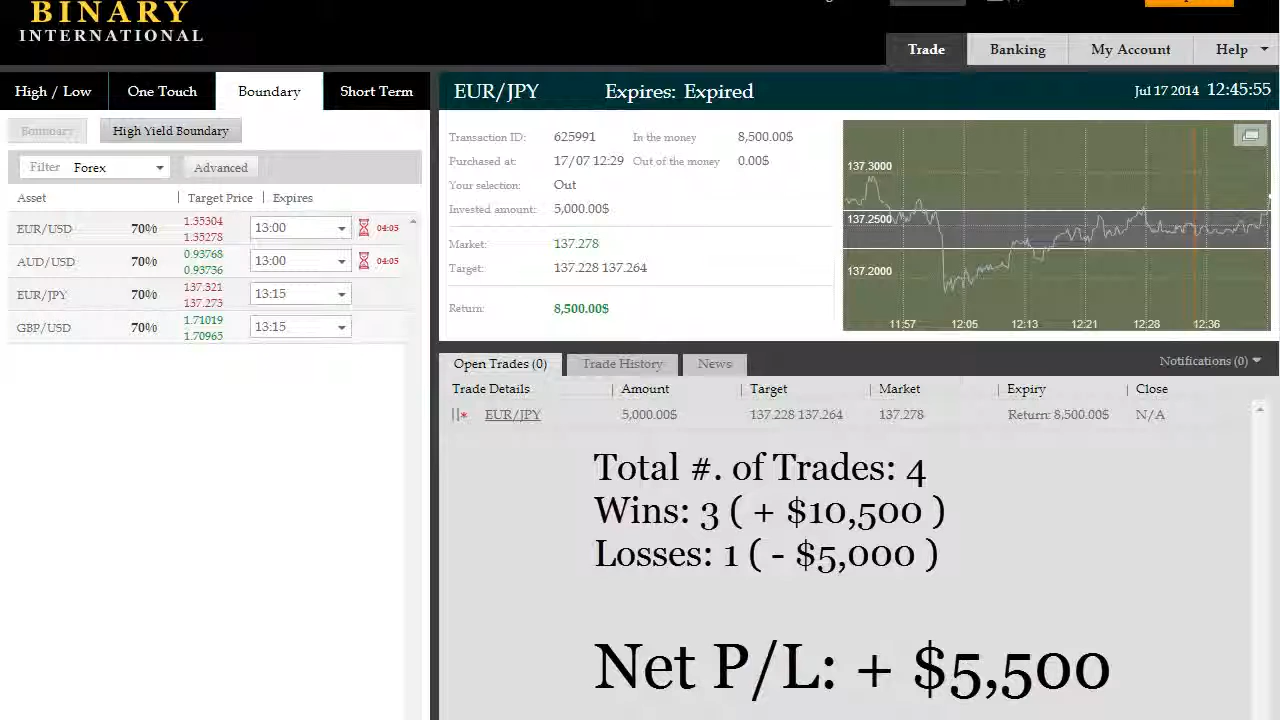 BINARY
INTERNATIONAL
Trade
Banking
My Account
Help
High / Low
One Touch
Boundary
Short Term
EUR/JPY
Expires: Expired
Jul 17 2014 12:45:55
Boundary
High Yield Boundary
Filter Forex
Advanced
Asset
Target Price
Expires
EUR/USD 70% 1.35304 13:00 04:05
1.35278
AUD/USD 70% 0.93768 13:00 04:05
0.93736
EUR/JPY 70% 137.321 13:15
137.273
GBP/USD 70% 1.71019 13:15
1.70965
Transaction ID: 625991 In the money 8,500.00$
Purchased at: 17/07 12:29 Out of the money 0.00$
Your selection: Out
Invested amount: 5,000.00$
Market: 137.278
Target: 137.228 137.264
Return: 8,500.00$
137.3000
137.2500
137.2000
11:57 12:05 12:13 12:21 12:28 12:36
Open Trades (0)
Trade History
News
Notifications (0)
Trade Details Amount Target Market Expiry Close
EUR/JPY 5,000.00$ 137.228 137.264 137.278 Return: 8,500.00$ N/A
Total #. of Trades: 4
Wins: 3 ( + $10,500 )
Losses: 1 ( - $5,000 )
Net P/L: + $5,500